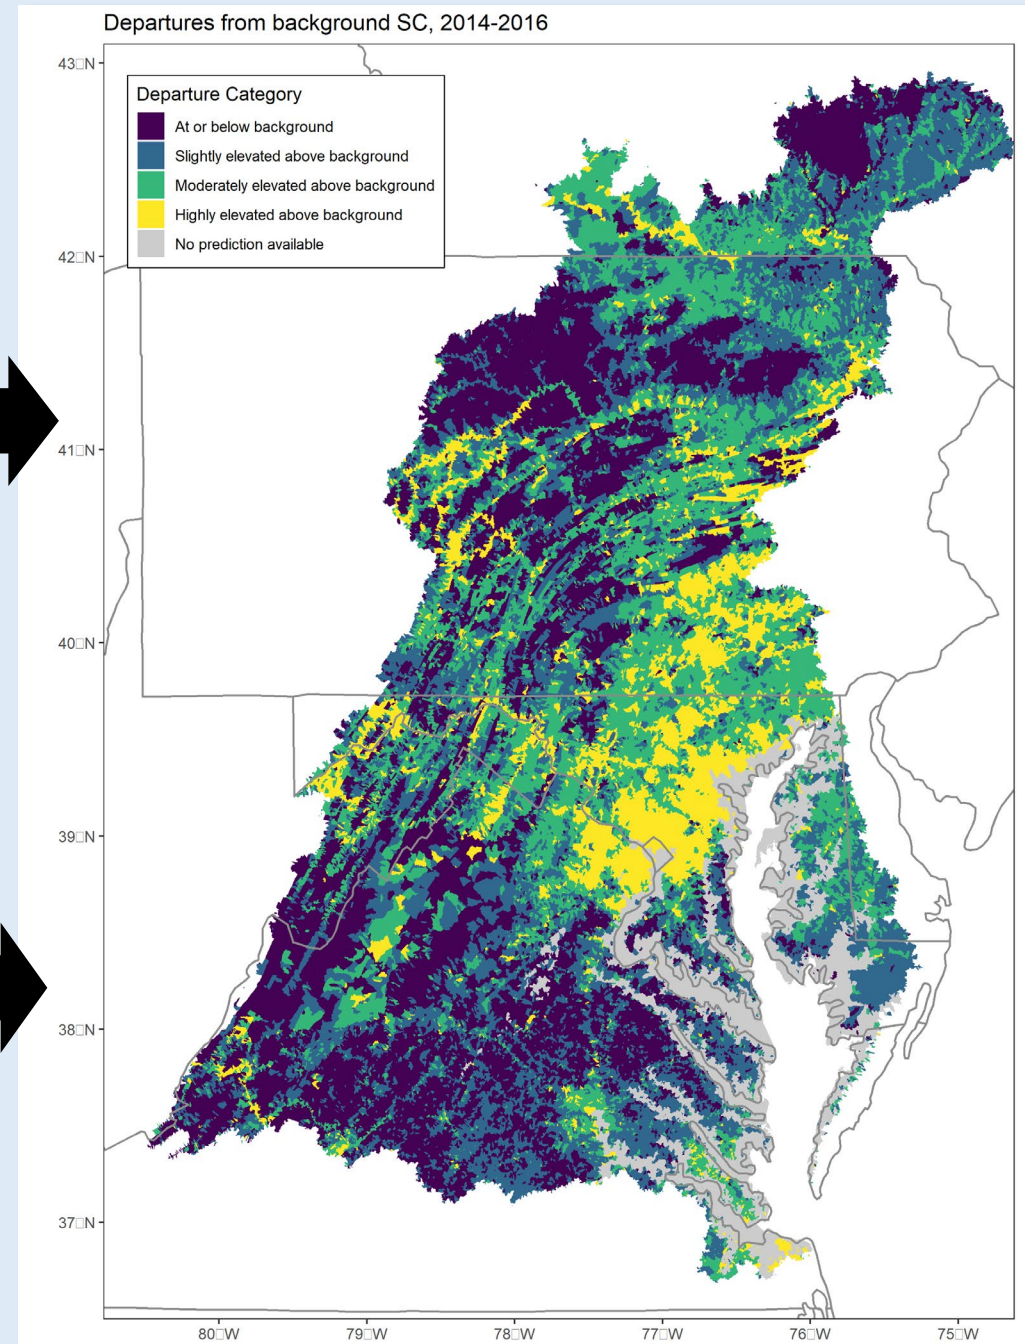 Departures from background SC, 2014-2016
Departure Category
At or below background
Slightly elevated above background
Moderately elevated above background
Highly elevated above background
No prediction available
43□N
42□N
41□N
40□N
39□N
38□N
37□N
80□W 79□W 78□W 77□W 76□W 75□W